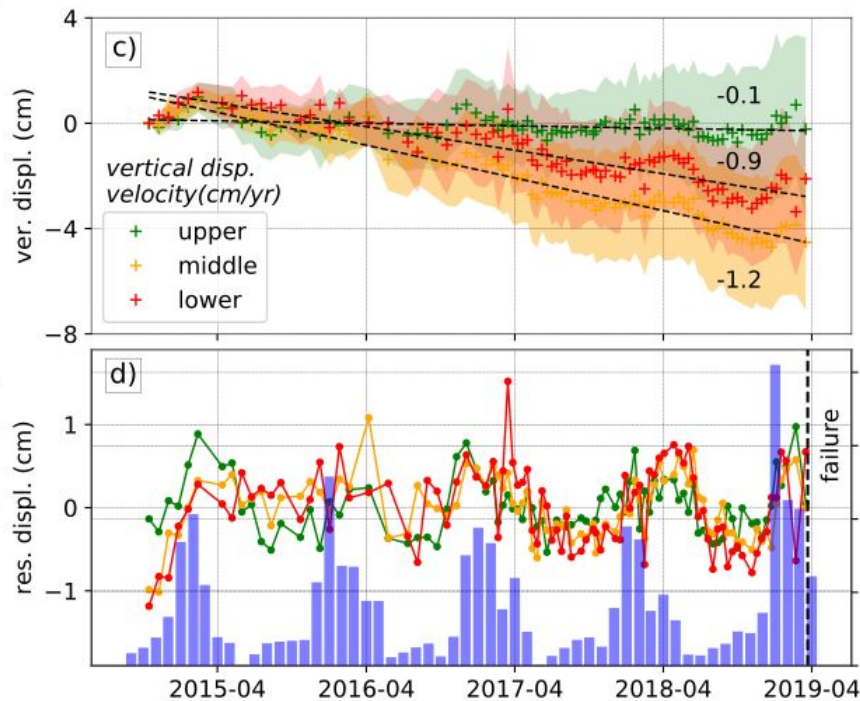 c)
ver. displ. (cm)
4
0
−4
−8
vertical disp.
velocity(cm/yr)
upper
middle
lower
-0.1
-0.9
-1.2
d)
res. displ. (cm)
1
0
−1
failure
2015-04
2016-04
2017-04
2018-04
2019-04